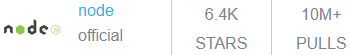 node
node
official
6.4K
STARS
10M+
PULLS